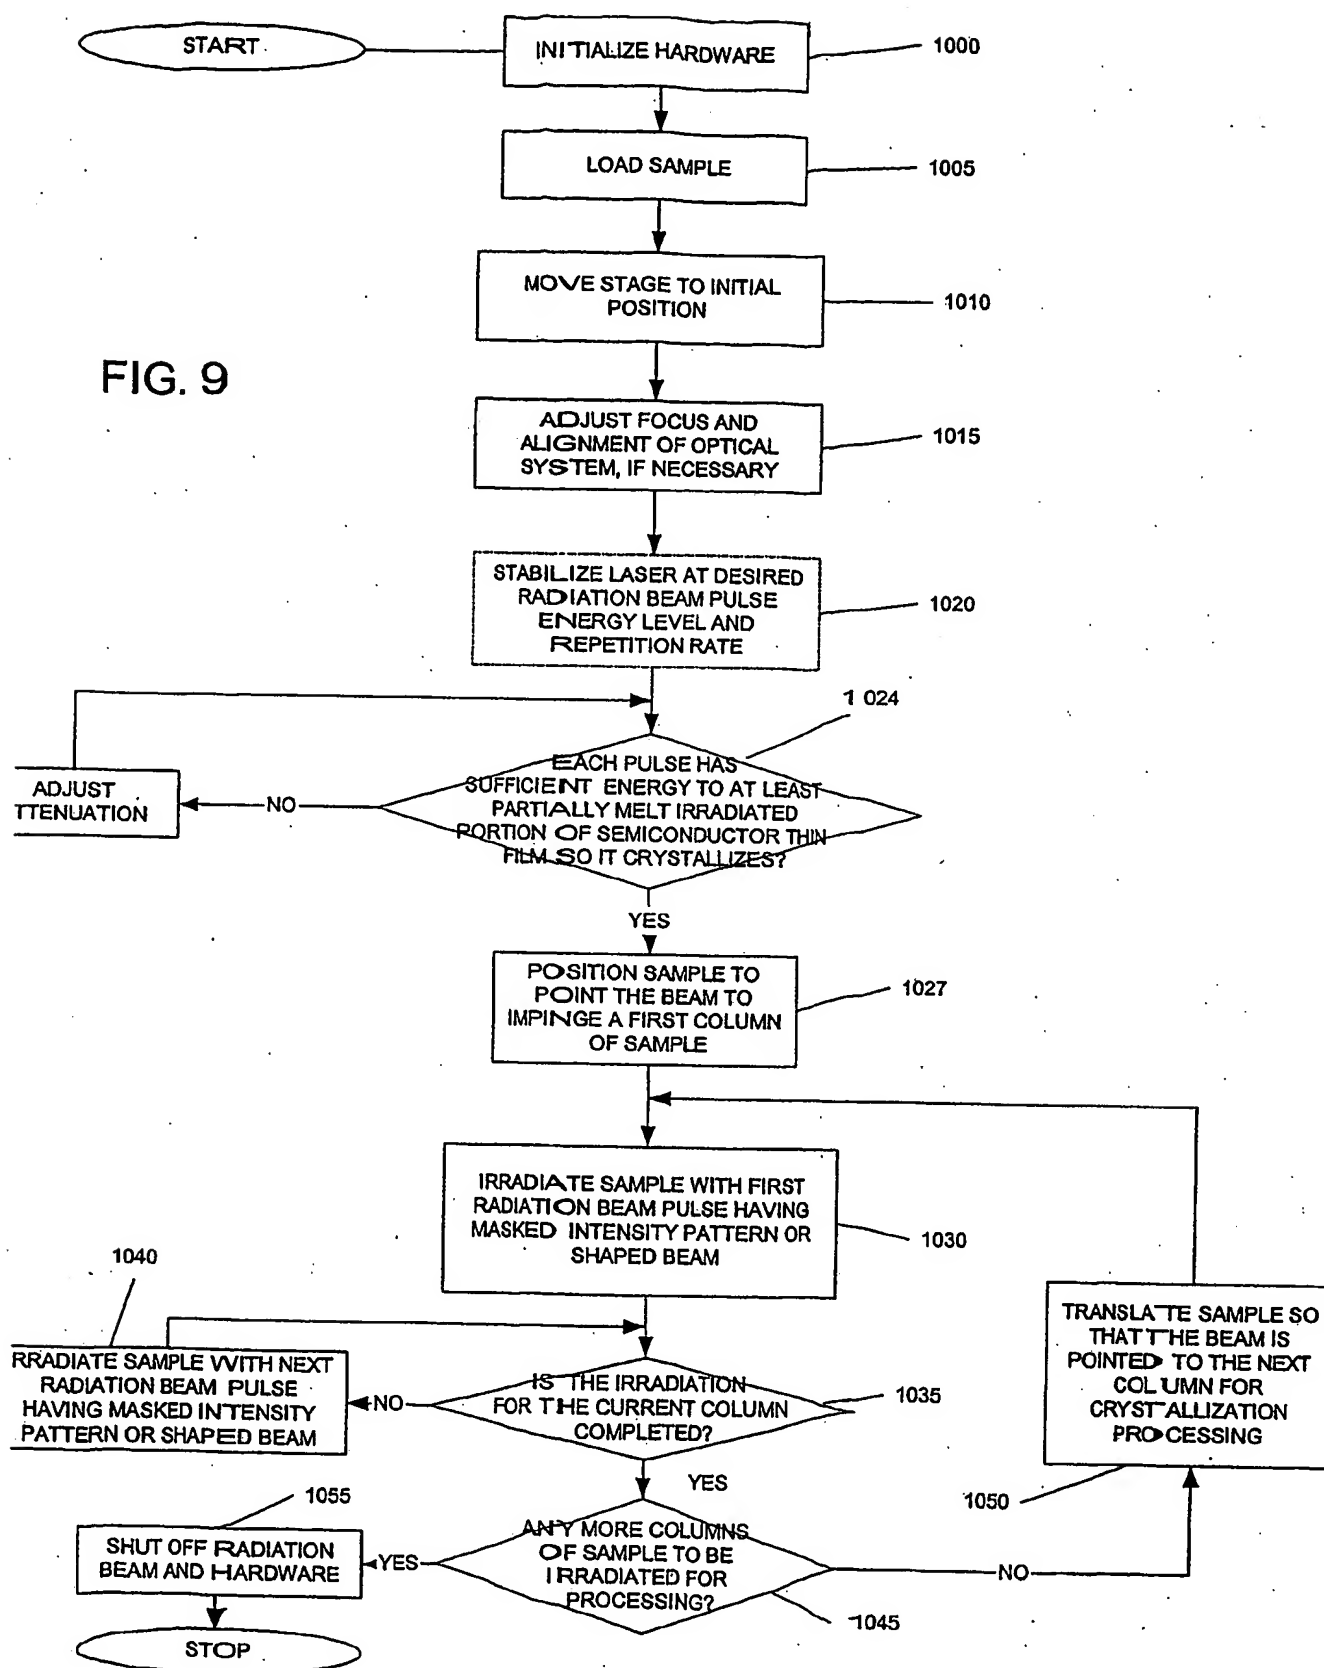 START
INITIALIZE HARDWARE
1000
LOAD SAMPLE
1005
MOVE STAGE TO INITIAL
POSITION
1010
FIG. 9
ADJUST FOCUS AND
ALIGNMENT OF OPTICAL
SYSTEM, IF NECESSARY
1015
STABILIZE LASER AT DESIRED
RADIATION BEAM PULSE
ENERGY LEVEL AND
REPETITION RATE
1020
1 024
EACH PULSE HAS
SUFFICIENT ENERGY TO AT LEAST
PARTIALLY MELT IRRADIATED
PORTION OF SEMICONDUCTOR THIN
FILM SO IT CRYSTALLIZES?
NO
ADJUST
TTENUATION
YES
POSITION SAMPLE TO
POINT THE BEAM TO
IMPINGE A FIRST COLUMN
OF SAMPLE
1027
IRRADIATE SAMPLE WITH FIRST
RADIATION BEAM PULSE HAVING
MASKED INTENSITY PATTERN OR
SHAPED BEAM
1030
1040
RRADIATE SAMPLE WITH NEXT
RADIATION BEAM PULSE
HAVING MASKED INTENSITY
PATTERN OR SHAPED BEAM
NO
IS THE IRRADIATION
FOR THE CURRENT COLUMN
COMPLETED?
1035
TRANSLATE SAMPLE SO
THAT THE BEAM IS
POINTED TO THE NEXT
COLUMN FOR
CRYSTALLIZATION
PROCESSING
1050
YES
1055
SHUT OFF RADIATION
BEAM AND HARDWARE
YES
ANY MORE COLUMNS
OF SAMPLE TO BE
IRRADIATED FOR
PROCESSING?
NO
1045
STOP